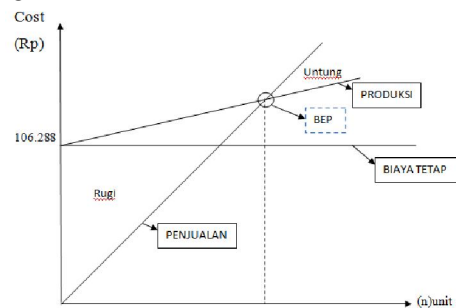 Cost
(Rp)
Untung
PRODUKSI
BEP
106.288
BIAYA TETAP
Rugi
PENJUALAN
(n)unit